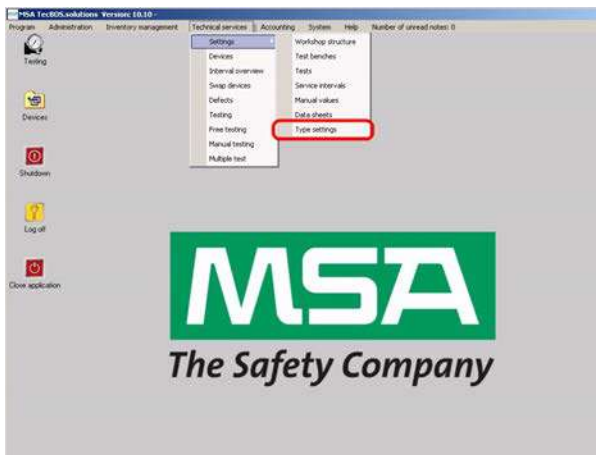 MSA TecBOS.solutions Version: 10.10 -
Program Administration Inventory management Technical services Accounting System Help Number of unread notes: 0
Testing
Devices
Shutdown
Log off
Close application
Settings
Devices
Interval overview
Swap devices
Defects
Testing
Free testing
Manual testing
Multiple test
Workshop structure
Test benches
Tests
Service intervals
Manual values
Data sheets
Type settings
MSA
The Safety Company